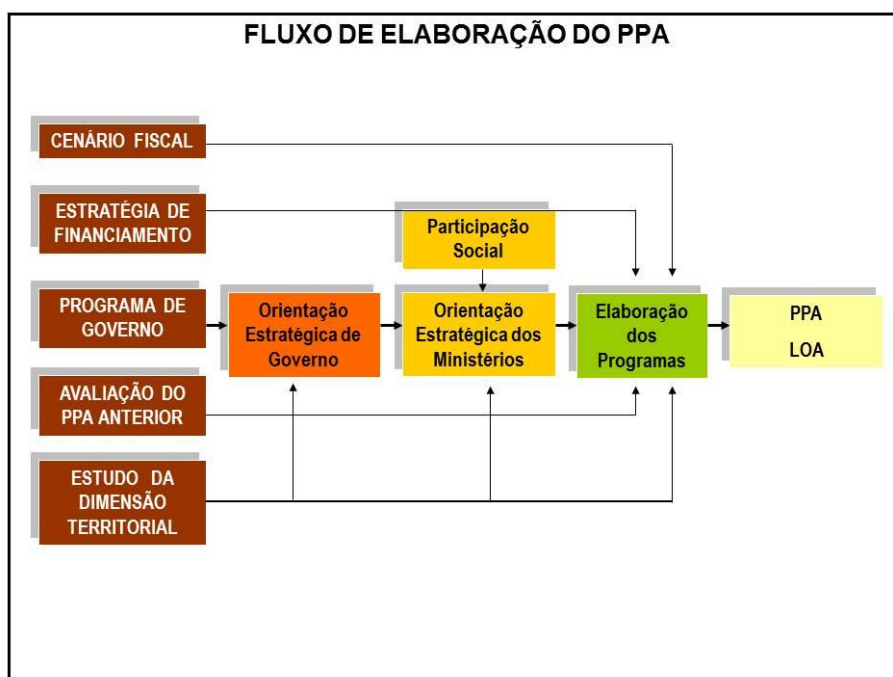 FLUXO DE ELABORAÇÃO DO PPA
CENÁRIO FISCAL
ESTRATÉGIA DE
FINANCIAMENTO
Participação
Social
PROGRAMA DE
GOVERNO
Orientação
Estratégica de
Governo
Orientação
Estratégica dos
Ministérios
Elaboração
dos
Programas
PPA
LOA
AVALIAÇÃO DO
PPA ANTERIOR
ESTUDO DA
DIMENSÃO
TERRITORIAL